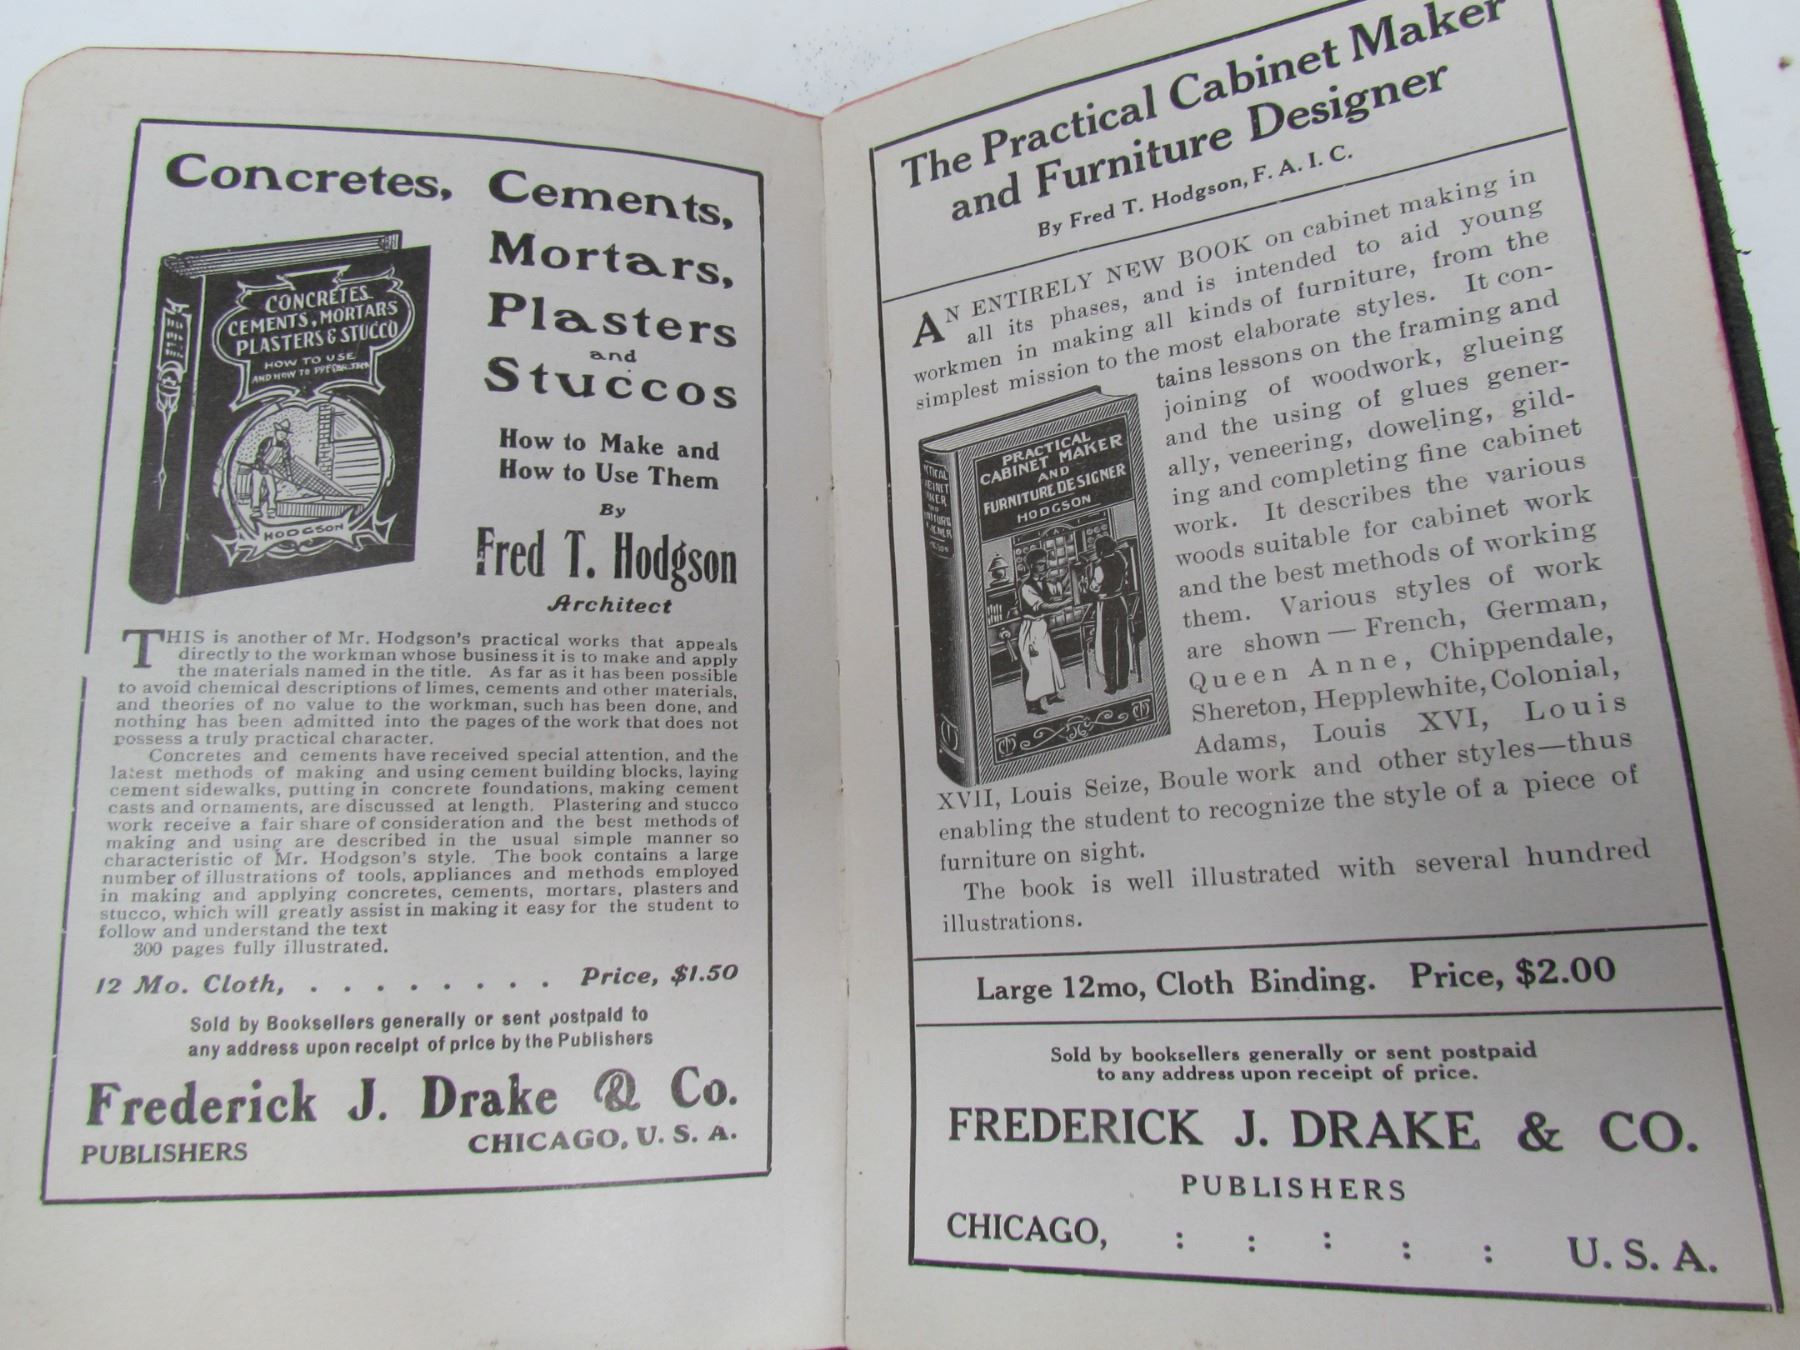 Concretes, Cements,
Mortars,
Plasters
and
Stuccos
CONCRETES
CEMENTS, MORTARS
PLASTERS & STUCCO
HOW TO USE
AND HOW TO PREPARE THEM
HODGSON
How to Make and
How to Use Them
By
Fred T. Hodgson
Architect
THIS is another of Mr. Hodgson's practical works that appeals
directly to the workman whose business it is to make and apply
the materials named in the title. As far as it has been possible
to avoid chemical descriptions of limes, cements and other materials,
and theories of no value to the workman, such has been done, and
nothing has been admitted into the pages of the work that does not
possess a truly practical character.
Concretes and cements have received special attention, and the
latest methods of making and using cement building blocks, laying
cement sidewalks, putting in concrete foundations, making cement
casts and ornaments, are discussed at length. Plastering and stucco
work receive a fair share of consideration and the best methods of
making and using are described in the usual simple manner so
characteristic of Mr. Hodgson's style. The book contains a large
number of illustrations of tools, appliances and methods employed
in making and applying concretes, cements, mortars, plasters and
stucco, which will greatly assist in making it easy for the student to
follow and understand the text
300 pages fully illustrated.
12 Mo. Cloth, . . . . . . . . . Price, $1.50
Sold by Booksellers generally or sent postpaid to
any address upon receipt of price by the Publishers
Frederick J. Drake & Co.
PUBLISHERS CHICAGO, U. S. A.
The Practical Cabinet Maker
and Furniture Designer
By Fred T. Hodgson, F. A. I. C.
AN ENTIRELY NEW BOOK on cabinet making in
all its phases, and is intended to aid young
workmen in making all kinds of furniture, from the
simplest mission to the most elaborate styles. It con-
tains lessons on the framing and
joining of woodwork, glueing
and the using of glues gener-
ally, veneering, doweling, gild-
ing and completing fine cabinet
work. It describes the various
woods suitable for cabinet work
and the best methods of working
them. Various styles of work
are shown — French, German,
Queen Anne, Chippendale,
Shereton, Hepplewhite, Colonial,
Adams, Louis XVI, Louis
XVII, Louis Seize, Boule work and other styles—thus
enabling the student to recognize the style of a piece of
furniture on sight.
The book is well illustrated with several hundred
illustrations.
PRACTICAL
CABINET MAKER
AND
FURNITURE DESIGNER
HODGSON
Large 12mo, Cloth Binding. Price, $2.00
Sold by booksellers generally or sent postpaid
to any address upon receipt of price.
FREDERICK J. DRAKE & CO.
PUBLISHERS
CHICAGO, : : : : : U. S. A.